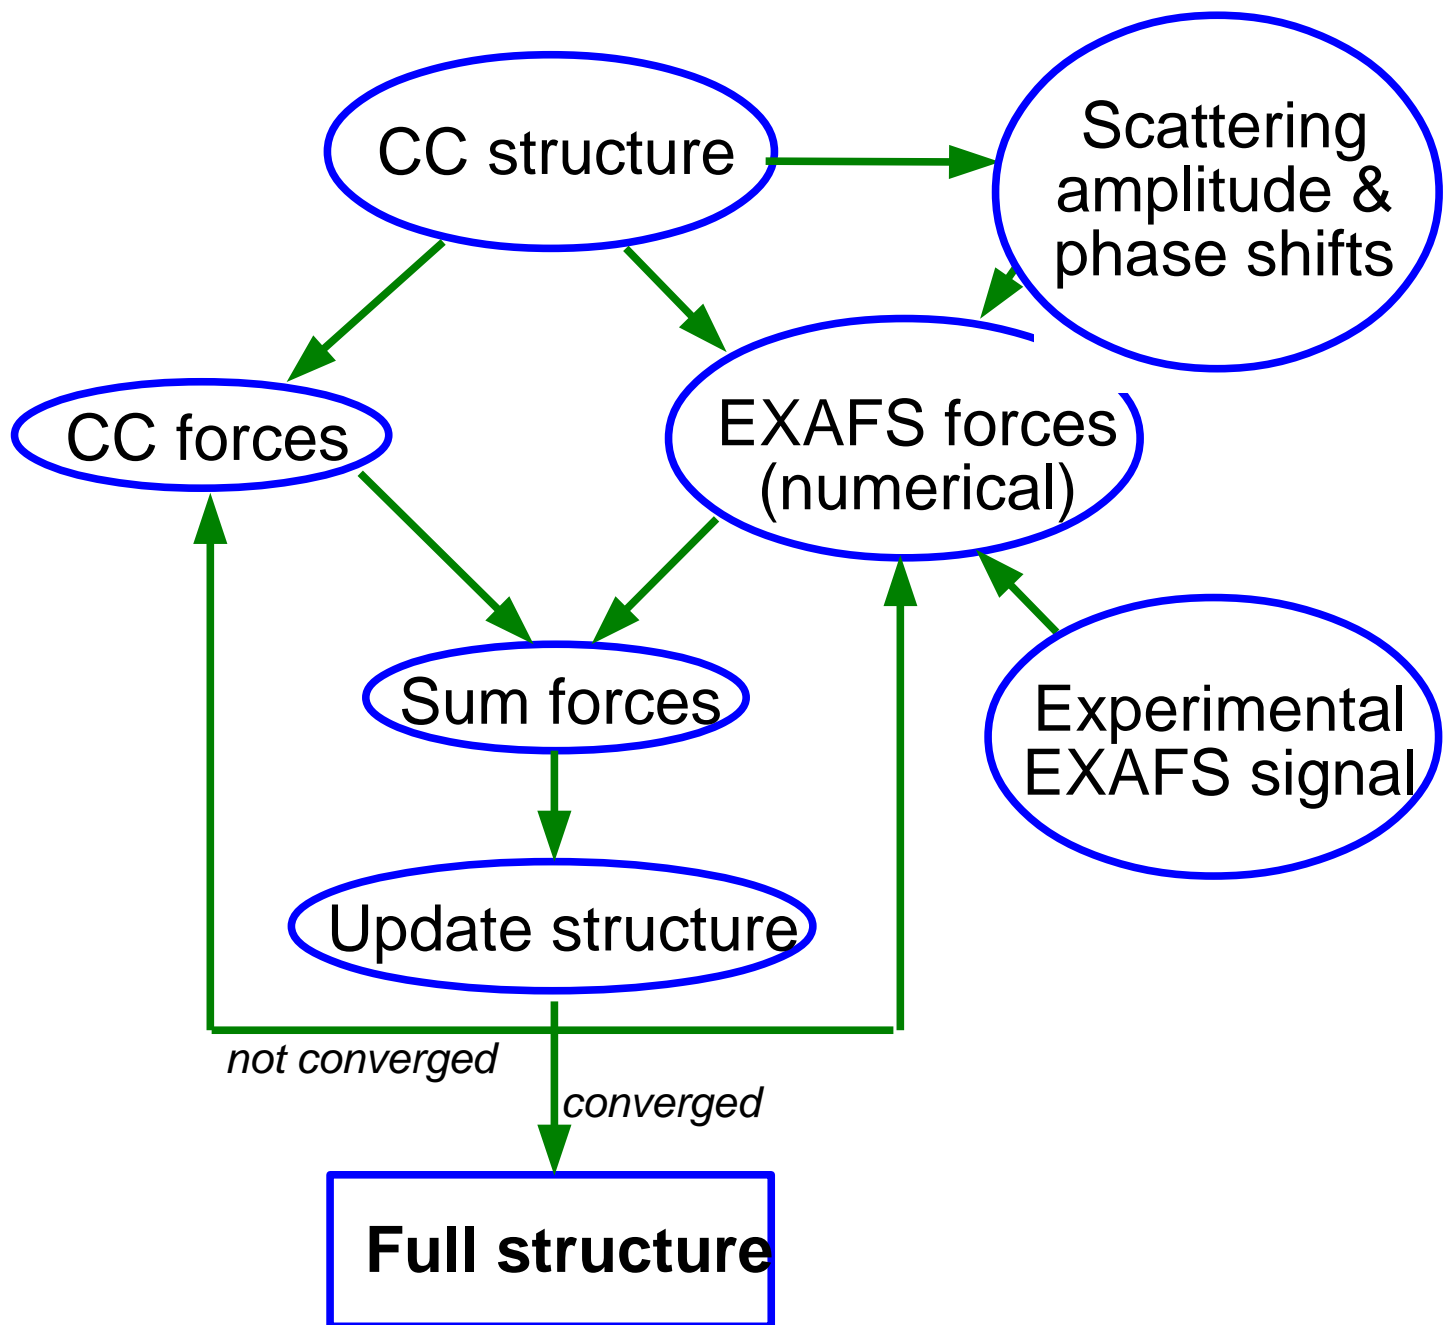 CC structure
Scattering
amplitude &
phase shifts
CC forces
EXAFS forces
(numerical)
Sum forces
Experimental
EXAFS signal
Update structure
not converged
converged
Full structure